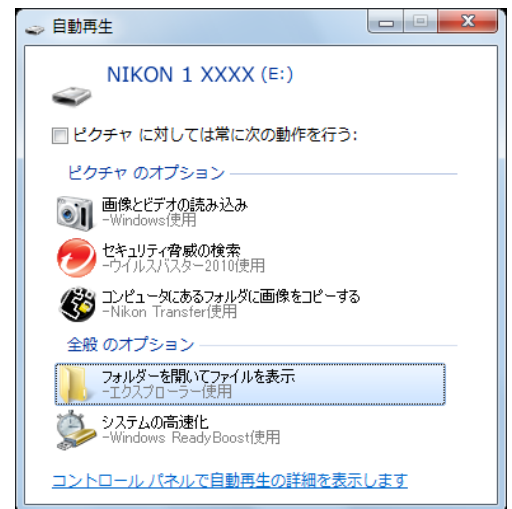 自動再生
NIKON 1 XXXX (E:)
ピクチャ に対しては常に次の動作を行う:
ピクチャ のオプション
画像とビデオの読み込み
-Windows使用
セキュリティ脅威の検索
-ウイルスバスター2010使用
コンピュータにあるフォルダに画像をコピーする
-Nikon Transfer使用
全般 のオプション
フォルダーを開いてファイルを表示
-エクスプローラー使用
システムの高速化
-Windows ReadyBoost使用
コントロール パネルで自動再生の詳細を表示します